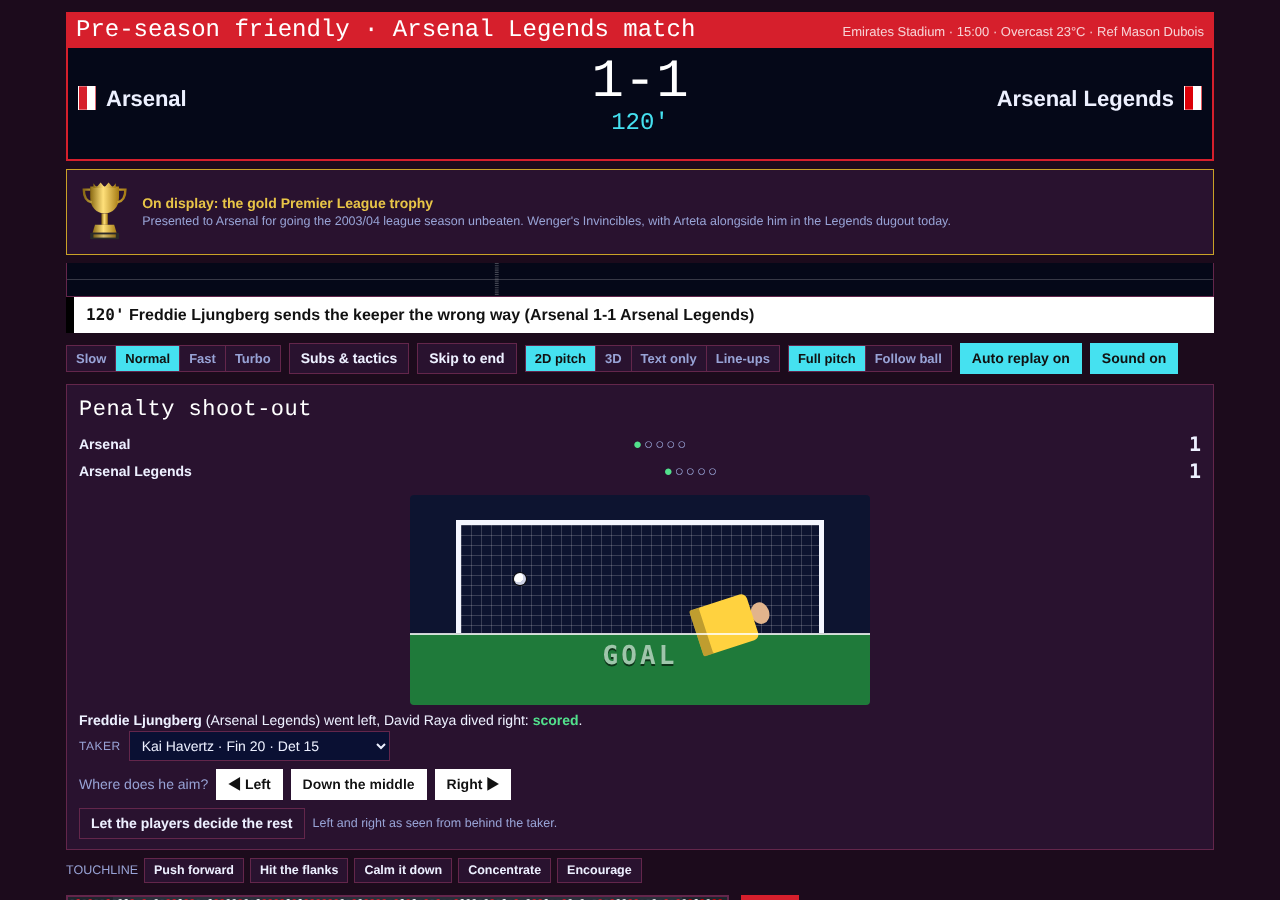 Pre-season friendly · Arsenal Legends match
Emirates Stadium · 15:00 · Overcast 23°C · Ref Mason Dubois
Arsenal
1-1
120'
Arsenal Legends
On display: the gold Premier League trophy
Presented to Arsenal for going the 2003/04 league season unbeaten. Wenger's Invincibles, with Arteta alongside him in the Legends dugout today.
120' Freddie Ljungberg sends the keeper the wrong way (Arsenal 1-1 Arsenal Legends)
Slow Normal Fast Turbo Subs & tactics Skip to end 2D pitch 3D Text only Line-ups Full pitch Follow ball Auto replay on Sound on
Penalty shoot-out
Arsenal 1
Arsenal Legends 1
GOAL
Freddie Ljungberg (Arsenal Legends) went left, David Raya dived right: scored.
TAKER Kai Havertz · Fin 20 · Det 15
Where does he aim? ◀ Left Down the middle Right ▶
Let the players decide the rest Left and right as seen from behind the taker.
TOUCHLINE Push forward Hit the flanks Calm it down Concentrate Encourage